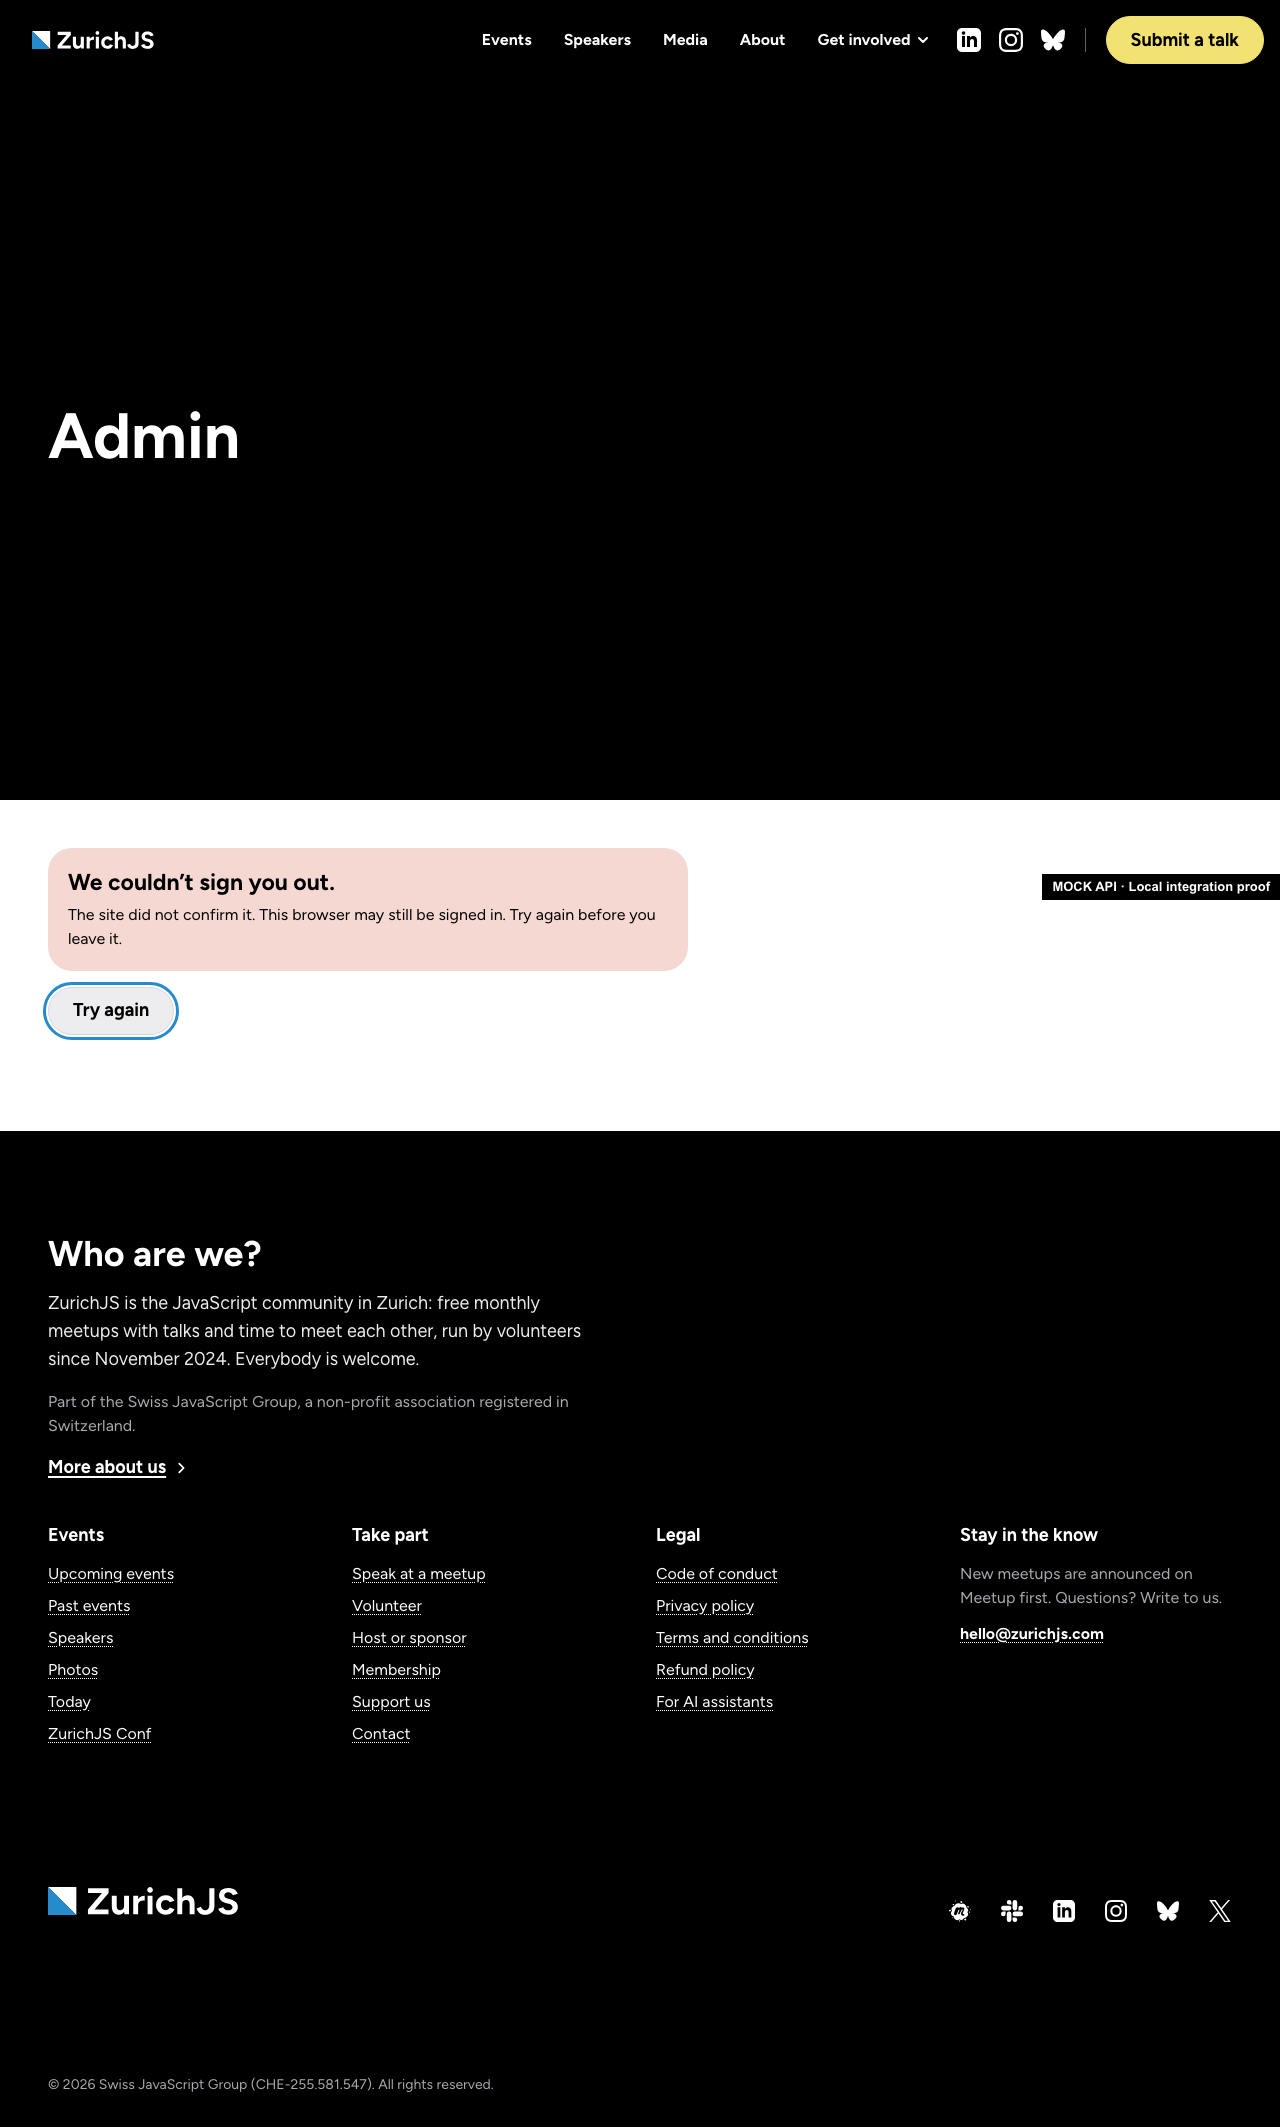 ZurichJS
Events
Speakers
Media
About
Get involved
Submit a talk
Admin
We couldn’t sign you out.
The site did not confirm it. This browser may still be signed in. Try again before you
leave it.
MOCK API · Local integration proof
Try again
Who are we?
ZurichJS is the JavaScript community in Zurich: free monthly
meetups with talks and time to meet each other, run by volunteers
since November 2024. Everybody is welcome.
Part of the Swiss JavaScript Group, a non-profit association registered in
Switzerland.
More about us
Events
Upcoming events
Past events
Speakers
Photos
Today
ZurichJS Conf
Take part
Speak at a meetup
Volunteer
Host or sponsor
Membership
Support us
Contact
Legal
Code of conduct
Privacy policy
Terms and conditions
Refund policy
For AI assistants
Stay in the know
New meetups are announced on
Meetup first. Questions? Write to us.
hello@zurichjs.com
ZurichJS
© 2026 Swiss JavaScript Group (CHE-255.581.547). All rights reserved.